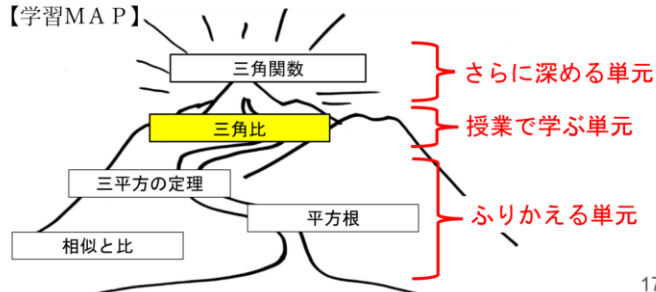 【学習ＭＡＰ】
三角関数
さらに深める単元
三角比
授業で学ぶ単元
三平方の定理
平方根
ふりかえる単元
相似と比
17